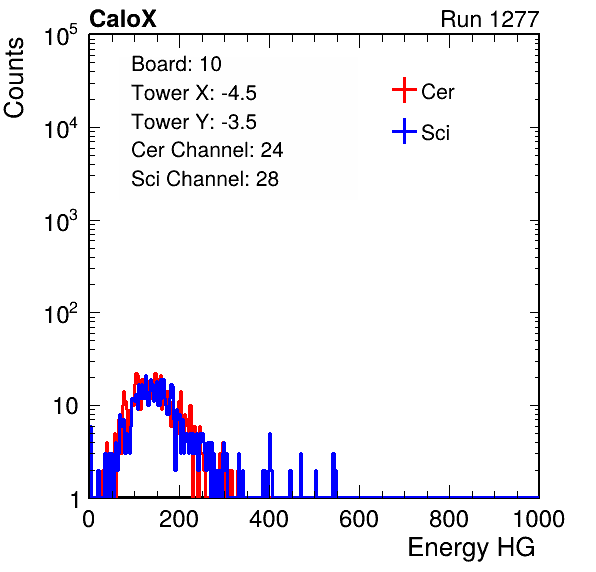 CaloX Run 1277
Counts
10^5
10^4
10^3
10^2
10
1
Board: 10
Tower X: -4.5
Tower Y: -3.5
Cer Channel: 24
Sci Channel: 28
Cer
Sci
0 200 400 600 800 1000
Energy HG